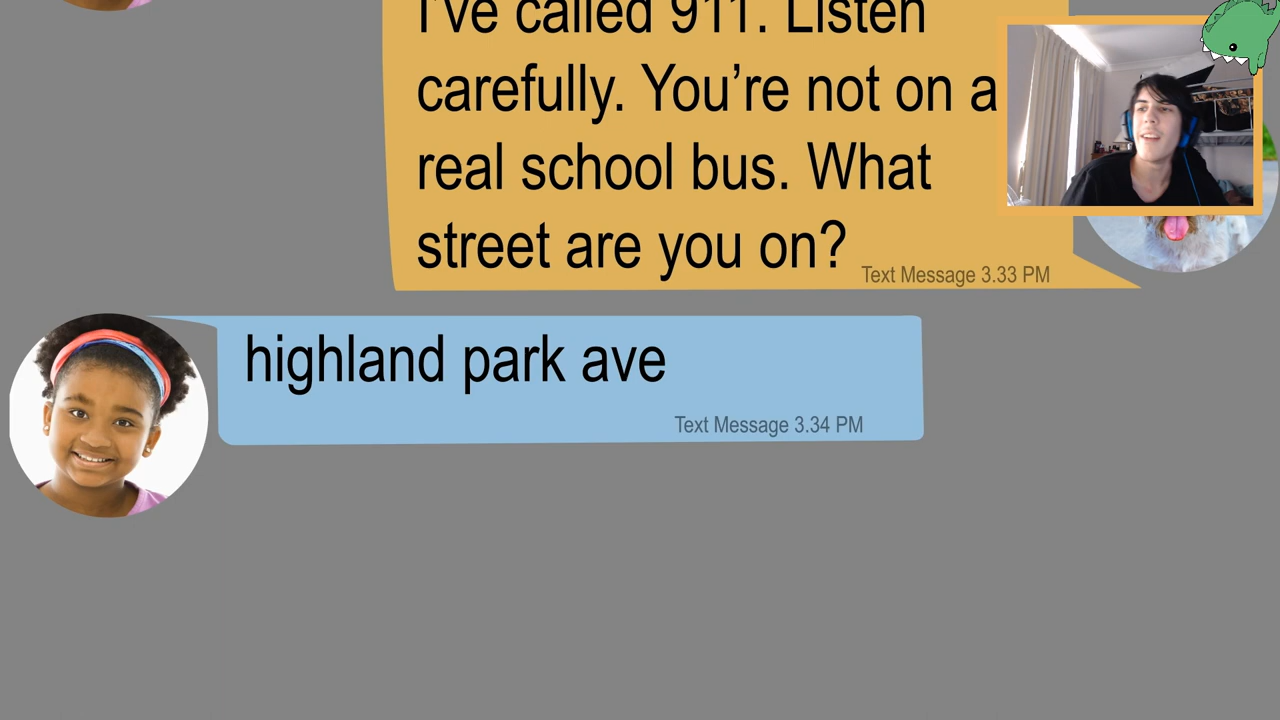 I've called 911. Listen
carefully. You’re not on a
real school bus. What
street are you on?
Text Message 3.33 PM
highland park ave
Text Message 3.34 PM